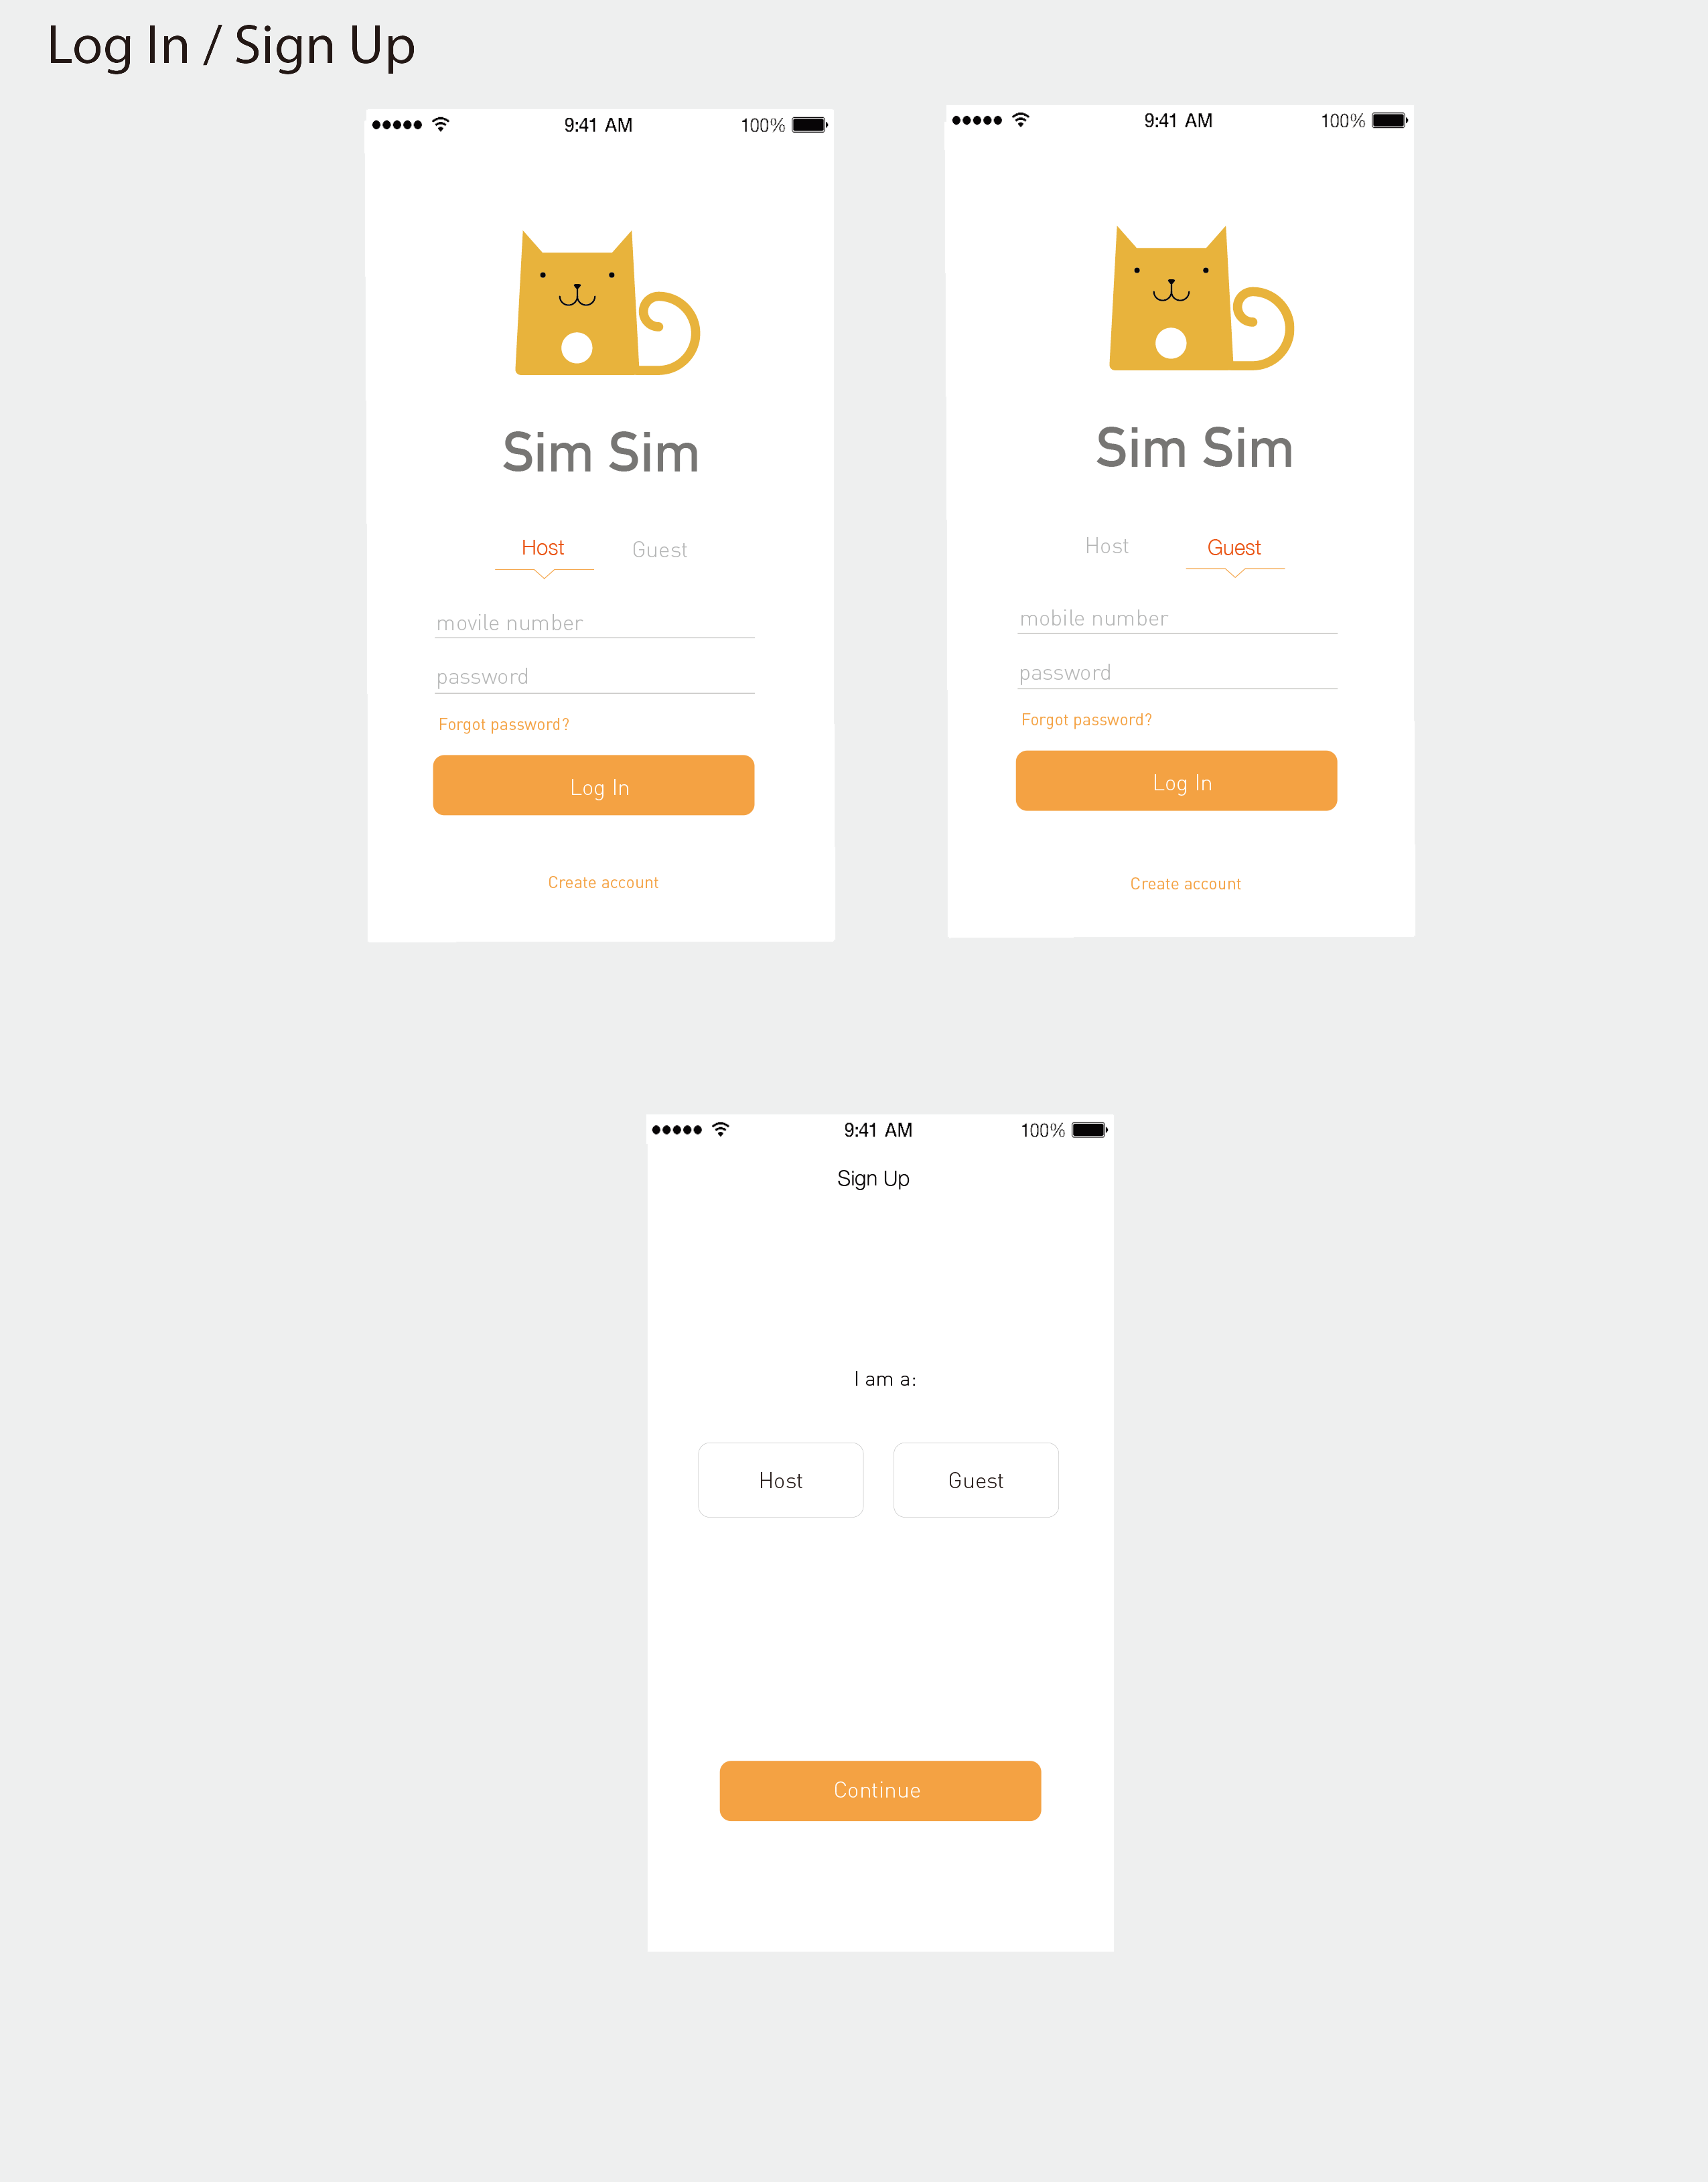 Log In / Sign Up
9:41 AM 100%
Sim Sim
Host Guest
movile number
password
Forgot password?
Log In
Create account
9:41 AM 100%
Sim Sim
Host Guest
mobile number
password
Forgot password?
Log In
Create account
9:41 AM 100%
Sign Up
I am a:
Host Guest
Continue